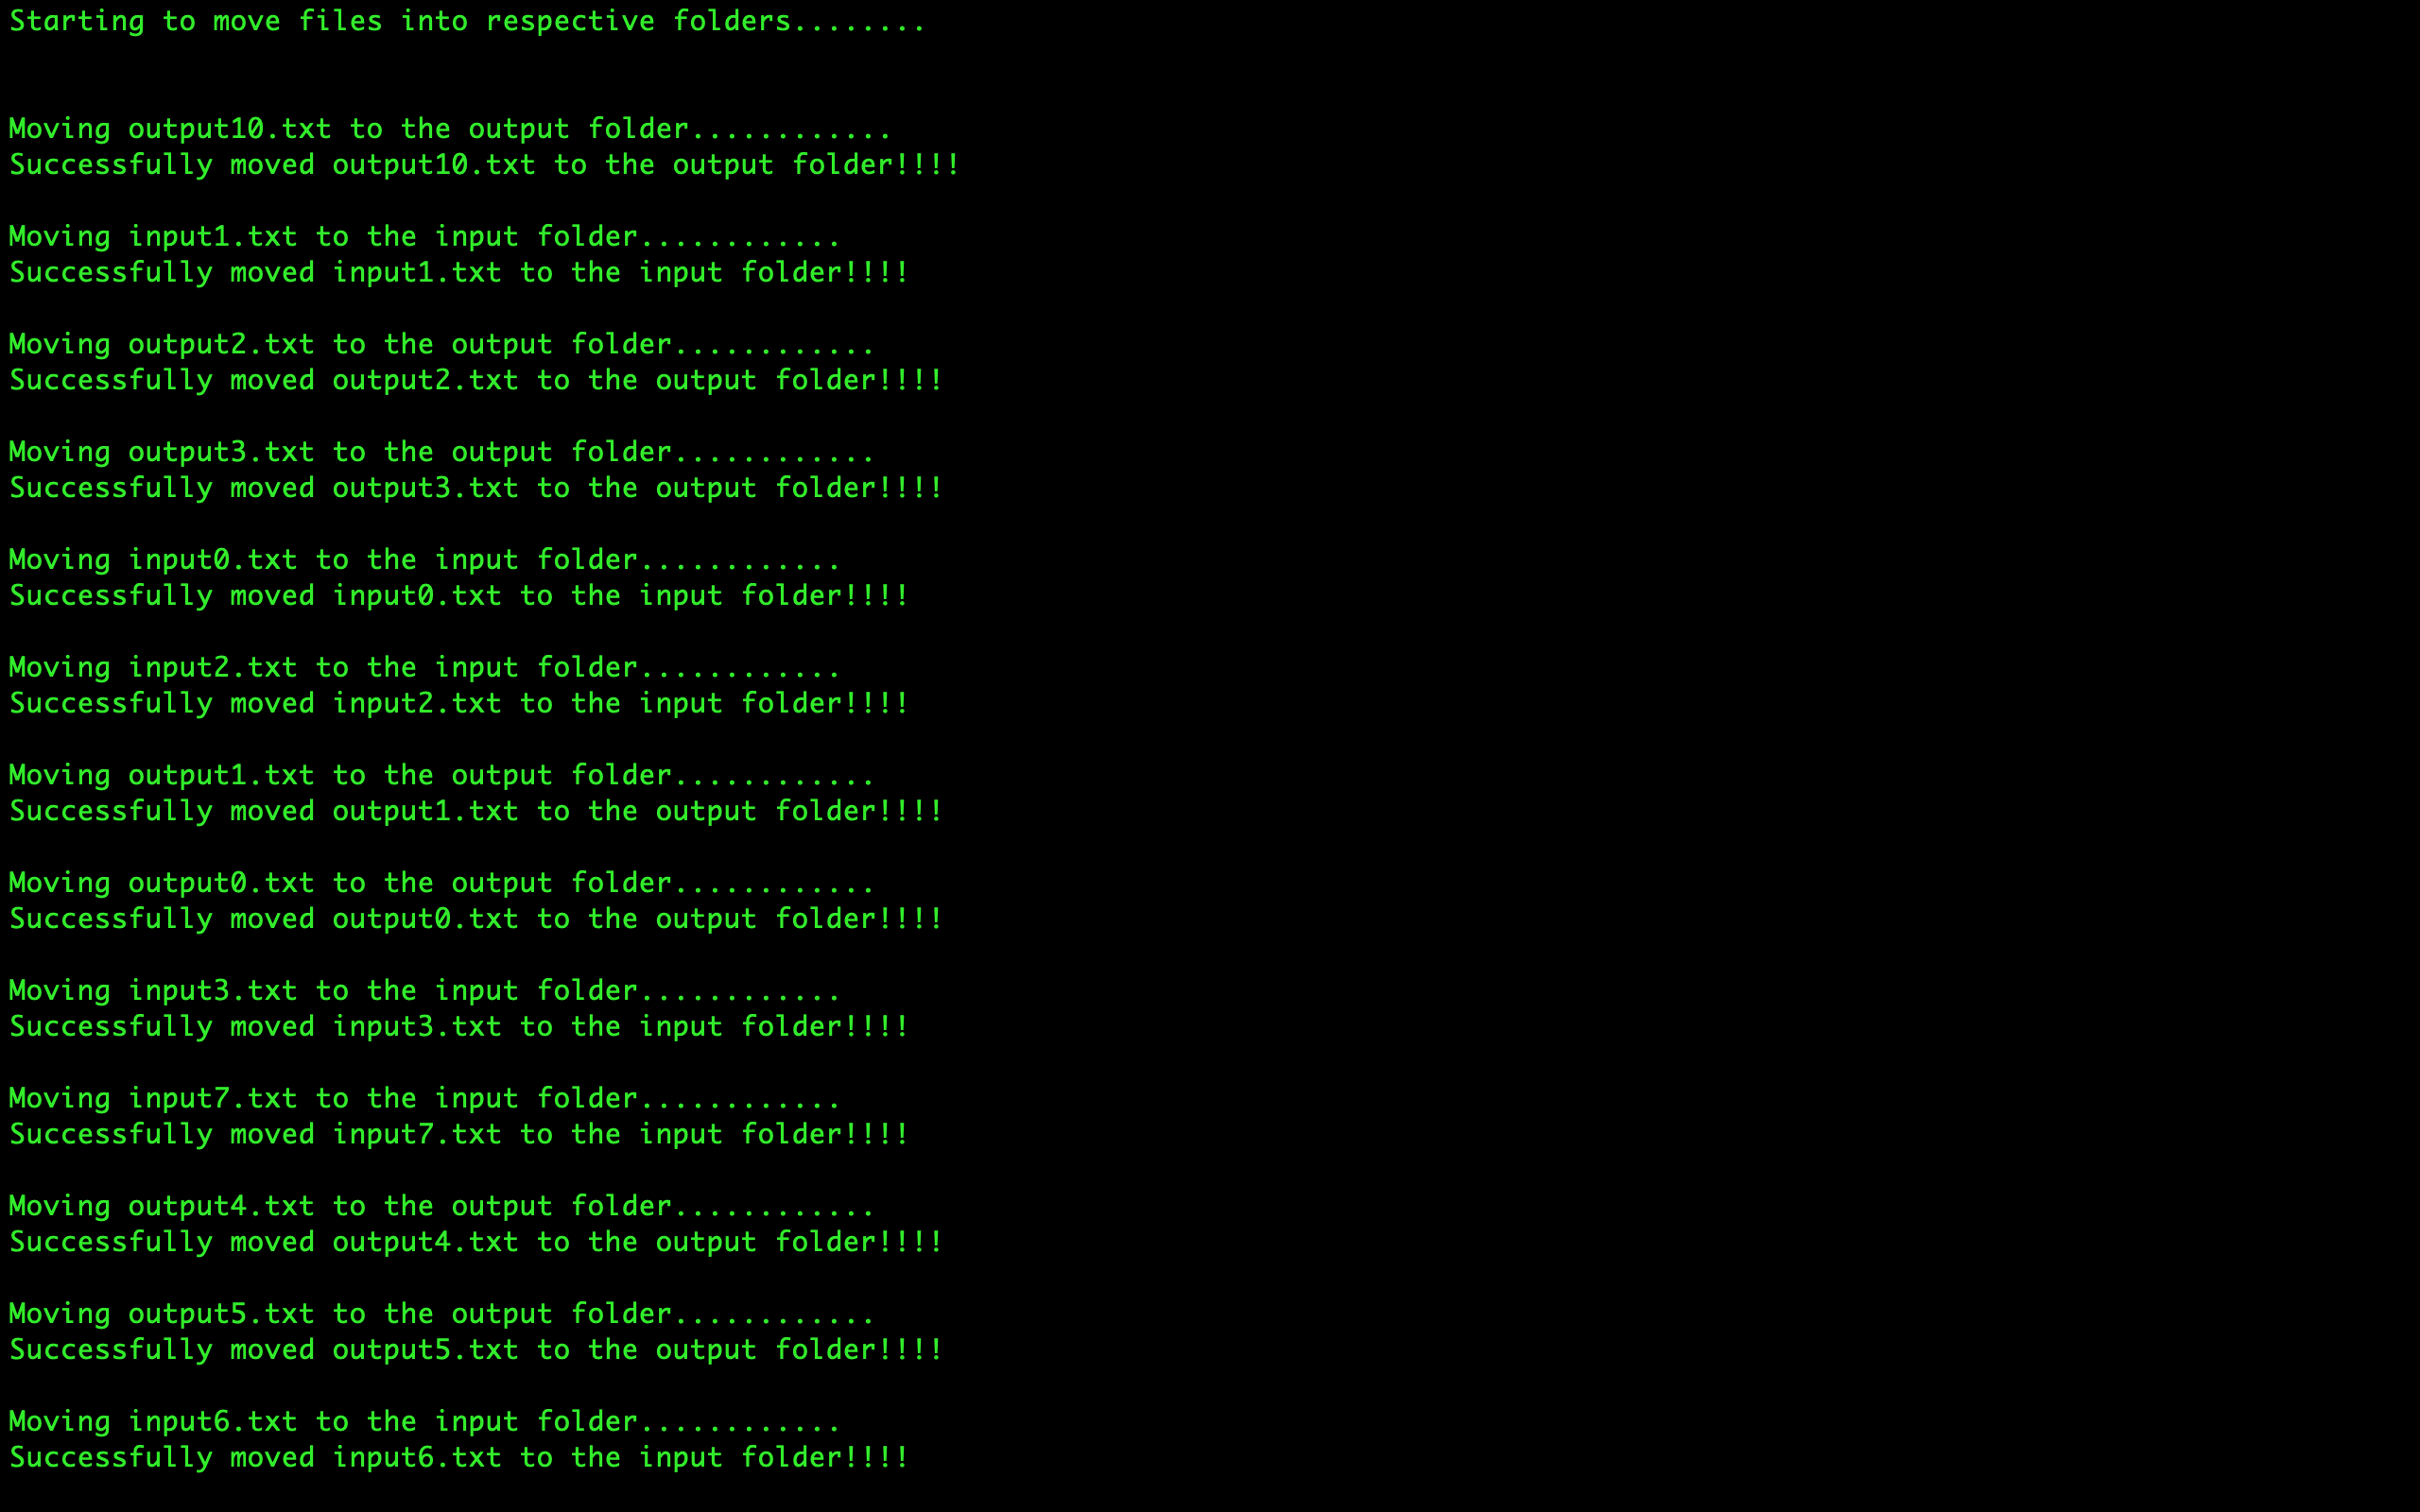 Starting to move files into respective folders........
Moving output10.txt to the output folder............
Successfully moved output10.txt to the output folder!!!!
Moving input1.txt to the input folder............
Successfully moved input1.txt to the input folder!!!!
Moving output2.txt to the output folder............
Successfully moved output2.txt to the output folder!!!!
Moving output3.txt to the output folder............
Successfully moved output3.txt to the output folder!!!!
Moving input0.txt to the input folder............
Successfully moved input0.txt to the input folder!!!!
Moving input2.txt to the input folder............
Successfully moved input2.txt to the input folder!!!!
Moving output1.txt to the output folder............
Successfully moved output1.txt to the output folder!!!!
Moving output0.txt to the output folder............
Successfully moved output0.txt to the output folder!!!!
Moving input3.txt to the input folder............
Successfully moved input3.txt to the input folder!!!!
Moving input7.txt to the input folder............
Successfully moved input7.txt to the input folder!!!!
Moving output4.txt to the output folder............
Successfully moved output4.txt to the output folder!!!!
Moving output5.txt to the output folder............
Successfully moved output5.txt to the output folder!!!!
Moving input6.txt to the input folder............
Successfully moved input6.txt to the input folder!!!!